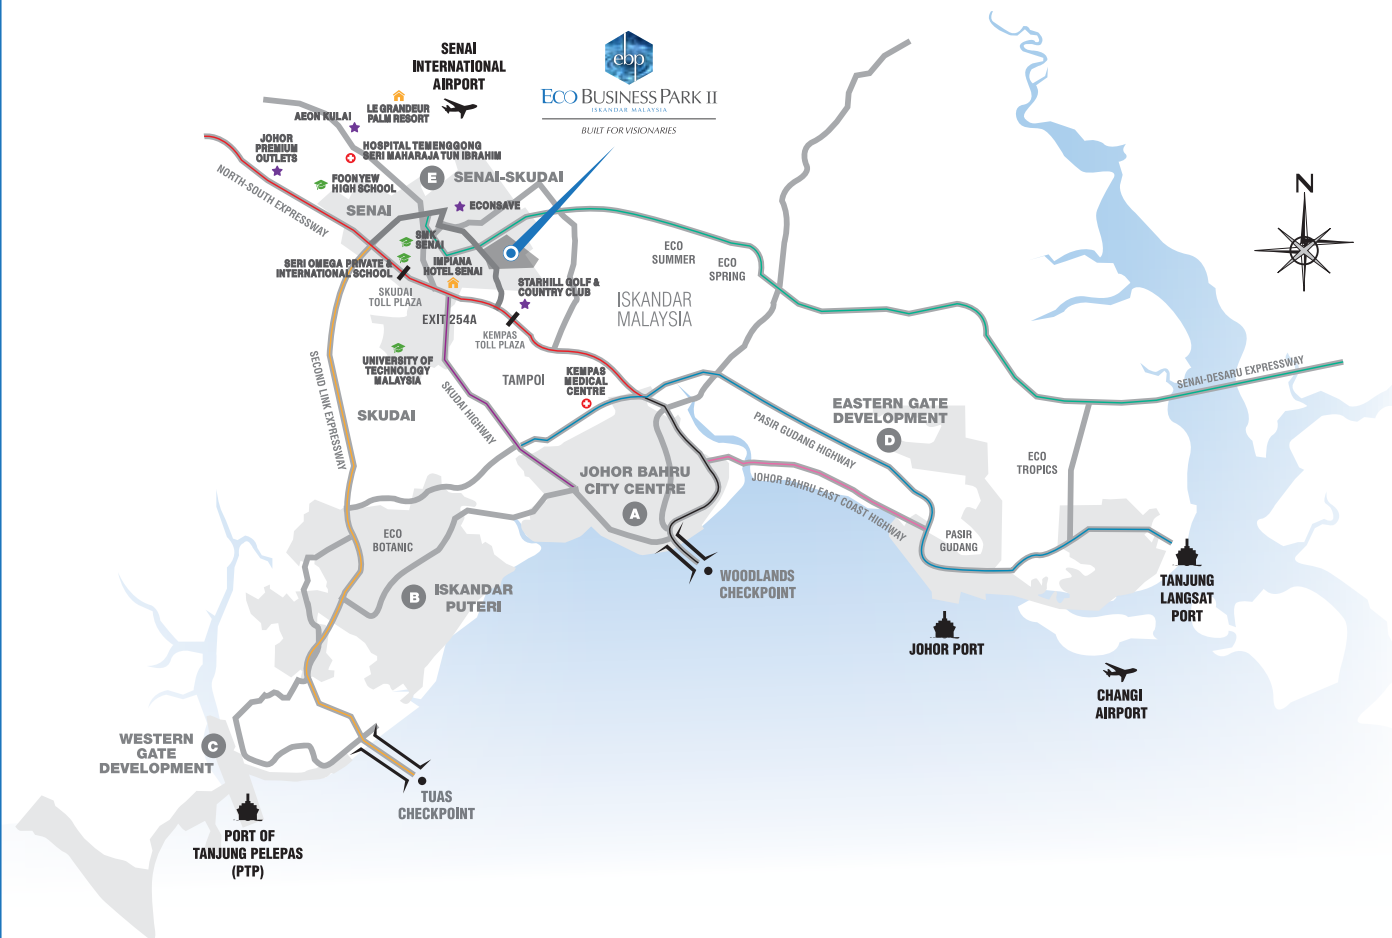 SENAI
INTERNATIONAL
AIRPORT
ebp
ECO BUSINESS PARK II
ISKANDAR MALAYSIA
BUILT FOR VISIONARIES
LE GRANDEUR
PALM RESORT
AEON KULAI
JOHOR
PREMIUM
OUTLETS
HOSPITAL TEMENGGONG
SERI MAHARAJA TUN IBRAHIM
FOON YEW
HIGH SCHOOL
E
SENAI-SKUDAI
NORTH-SOUTH EXPRESSWAY
SENAI
ECONSAVE
SMK
SENAI
SERI OMEGA PRIVATE &
INTERNATIONAL SCHOOL
IMPIANA
HOTEL SENAI
STARHILL GOLF &
COUNTRY CLUB
SKUDAI
TOLL PLAZA
EXIT 254A
KEMPAS
TOLL PLAZA
ECO
SUMMER
ECO
SPRING
ISKANDAR
MALAYSIA
N
UNIVERSITY OF
TECHNOLOGY
MALAYSIA
TAMPOI
KEMPAS
MEDICAL
CENTRE
SECOND LINK EXPRESSWAY
SKUDAI
SKUDAI HIGHWAY
SENAI-DESARU EXPRESSWAY
EASTERN GATE
DEVELOPMENT
D
PASIR GUDANG HIGHWAY
ECO
TROPICS
JOHOR BAHRU
CITY CENTRE
A
JOHOR BAHRU EAST COAST HIGHWAY
PASIR
GUDANG
ECO
BOTANIC
B
ISKANDAR
PUTERI
WOODLANDS
CHECKPOINT
TANJUNG
LANGSAT
PORT
JOHOR PORT
CHANGI
AIRPORT
WESTERN
GATE
DEVELOPMENT
C
TUAS
CHECKPOINT
PORT OF
TANJUNG PELEPAS
(PTP)